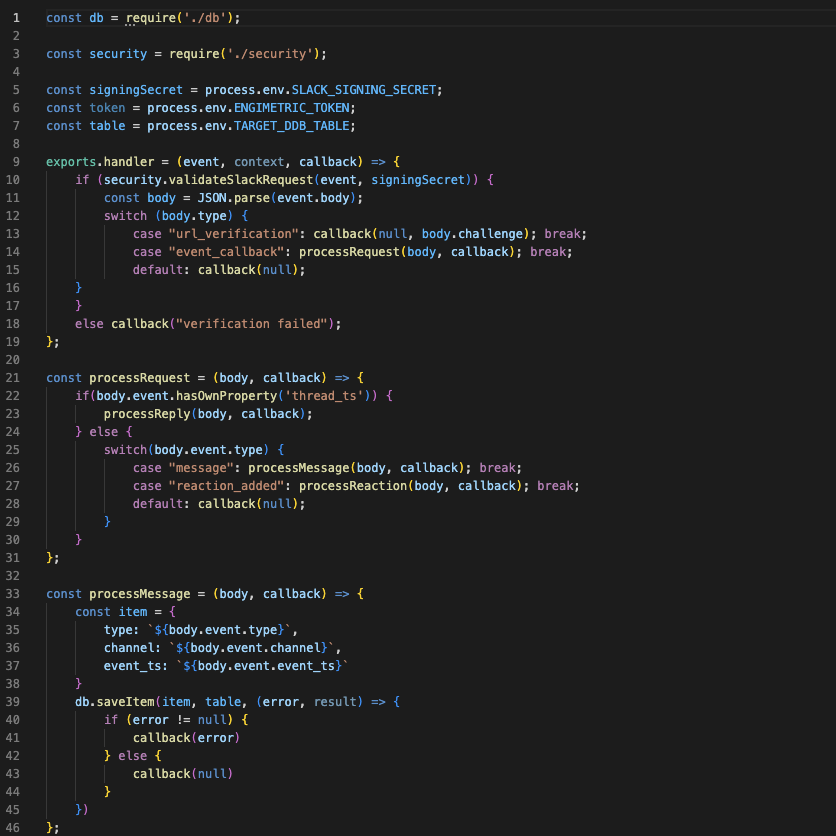 1 const db = require('./db');
2
3 const security = require('./security');
4
5 const signingSecret = process.env.SLACK_SIGNING_SECRET;
6 const token = process.env.ENGIMETRIC_TOKEN;
7 const table = process.env.TARGET_DDB_TABLE;
8
9 exports.handler = (event, context, callback) => {
10     if (security.validateSlackRequest(event, signingSecret)) {
11         const body = JSON.parse(event.body);
12         switch (body.type) {
13             case "url_verification": callback(null, body.challenge); break;
14             case "event_callback": processRequest(body, callback); break;
15             default: callback(null);
16     }
17     }
18     else callback("verification failed");
19 };
20
21 const processRequest = (body, callback) => {
22     if(body.event.hasOwnProperty('thread_ts')) {
23         processReply(body, callback);
24     } else {
25         switch(body.event.type) {
26             case "message": processMessage(body, callback); break;
27             case "reaction_added": processReaction(body, callback); break;
28             default: callback(null);
29         }
30     }
31 };
32
33 const processMessage = (body, callback) => {
34     const item = {
35         type: `${body.event.type}`,
36         channel: `${body.event.channel}`,
37         event_ts: `${body.event.event_ts}`
38     }
39     db.saveItem(item, table, (error, result) => {
40         if (error != null) {
41             callback(error)
42         } else {
43             callback(null)
44         }
45     })
46 };